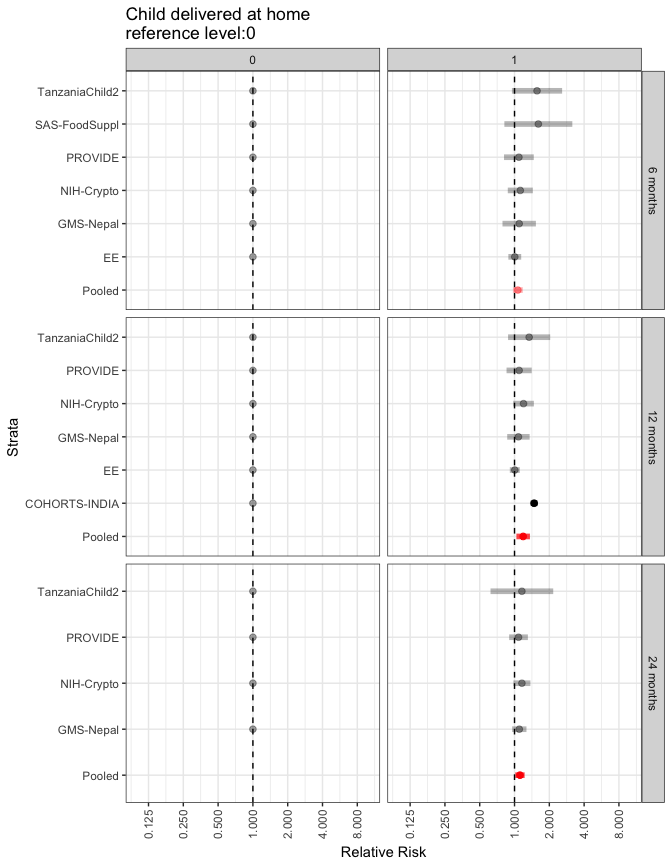 Child delivered at home
reference level:0
0
1
TanzaniaChild2
SAS-FoodSuppl
PROVIDE
NIH-Crypto
GMS-Nepal
EE
Pooled
6 months
TanzaniaChild2
PROVIDE
NIH-Crypto
GMS-Nepal
EE
COHORTS-INDIA
Pooled
12 months
TanzaniaChild2
PROVIDE
NIH-Crypto
GMS-Nepal
Pooled
24 months
Strata
0.125 0.250 0.500 1.000 2.000 4.000 8.000
0.125 0.250 0.500 1.000 2.000 4.000 8.000
Relative Risk